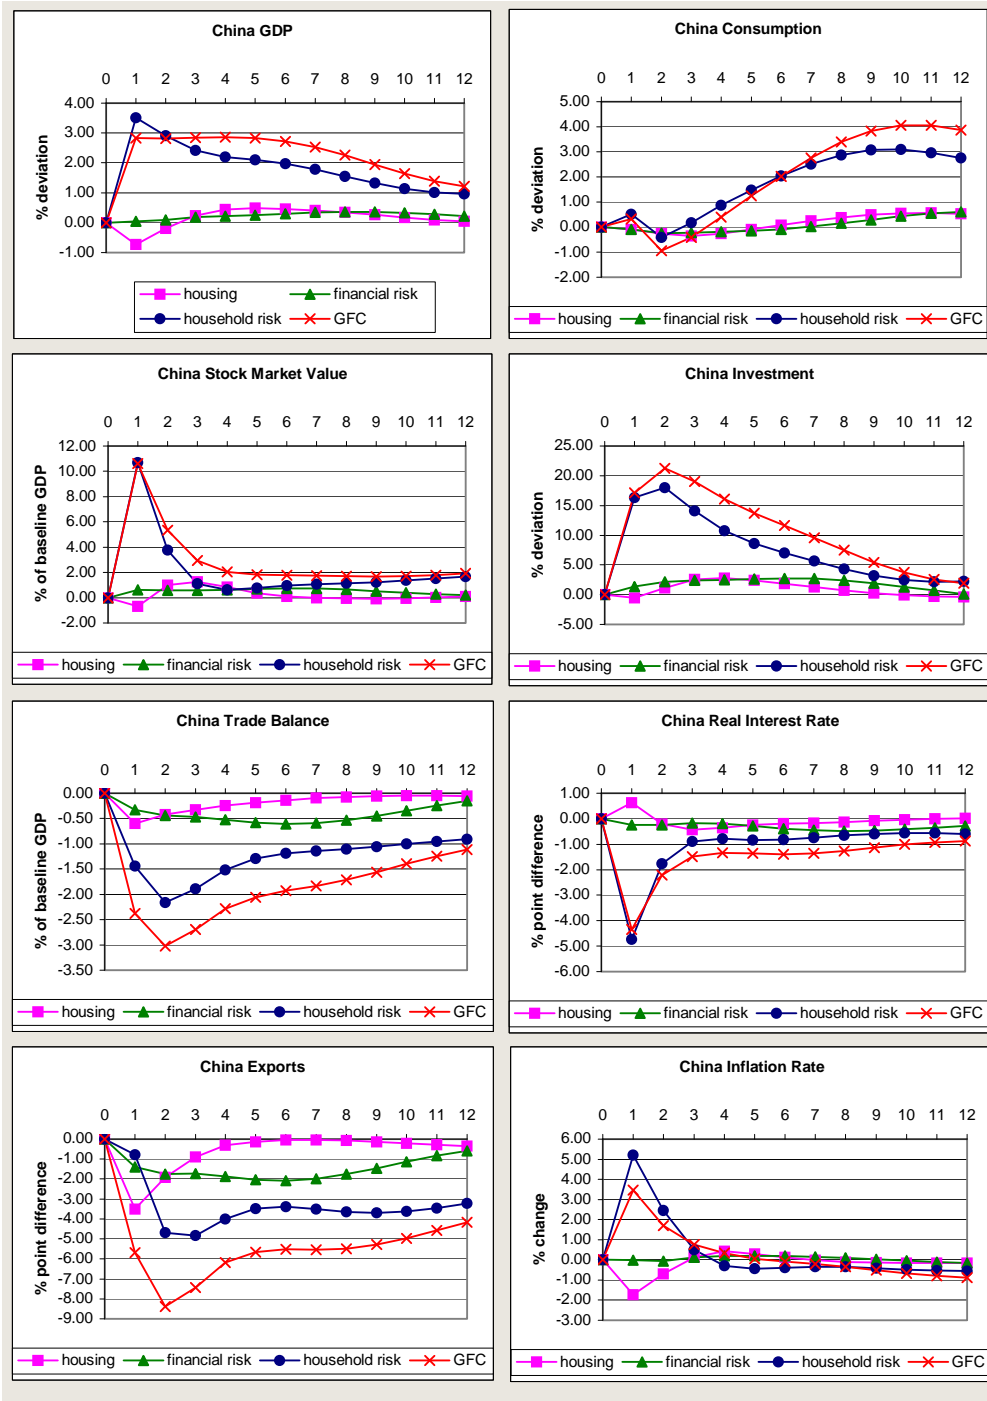 China GDP
0 1 2 3 4 5 6 7 8 9 10 11 12
4.00
3.00
2.00
1.00
0.00
-1.00
% deviation
housing financial risk
household risk GFC
China Consumption
0 1 2 3 4 5 6 7 8 9 10 11 12
5.00
4.00
3.00
2.00
1.00
0.00
-1.00
-2.00
% deviation
housing financial risk household risk GFC
China Stock Market Value
0 1 2 3 4 5 6 7 8 9 10 11 12
12.00
10.00
8.00
6.00
4.00
2.00
0.00
-2.00
% of baseline GDP
housing financial risk household risk GFC
China Investment
0 1 2 3 4 5 6 7 8 9 10 11 12
25.00
20.00
15.00
10.00
5.00
0.00
-5.00
% deviation
housing financial risk household risk GFC
China Trade Balance
0 1 2 3 4 5 6 7 8 9 10 11 12
0.00
-0.50
-1.00
-1.50
-2.00
-2.50
-3.00
-3.50
% of baseline GDP
housing financial risk household risk GFC
China Real Interest Rate
0 1 2 3 4 5 6 7 8 9 10 11 12
1.00
0.00
-1.00
-2.00
-3.00
-4.00
-5.00
-6.00
% point difference
housing financial risk household risk GFC
China Exports
0 1 2 3 4 5 6 7 8 9 10 11 12
0.00
-1.00
-2.00
-3.00
-4.00
-5.00
-6.00
-7.00
-8.00
-9.00
% point difference
housing financial risk household risk GFC
China Inflation Rate
0 1 2 3 4 5 6 7 8 9 10 11 12
6.00
5.00
4.00
3.00
2.00
1.00
0.00
-1.00
-2.00
-3.00
% change
housing financial risk household risk GFC